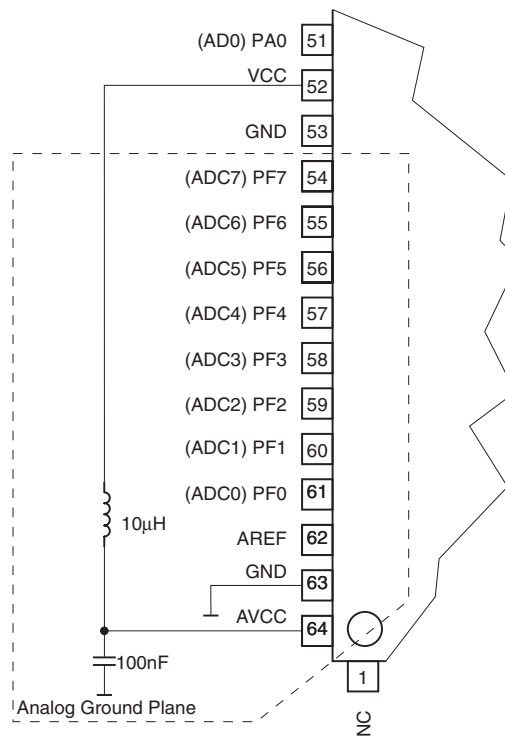 (AD0) PA0 51
VCC 52
GND 53
(ADC7) PF7 54
(ADC6) PF6 55
(ADC5) PF5 56
(ADC4) PF4 57
(ADC3) PF3 58
(ADC2) PF2 59
(ADC1) PF1 60
(ADC0) PF0 61
10μH
AREF 62
GND 63
AVCC 64
100nF
1
Analog Ground Plane
NC